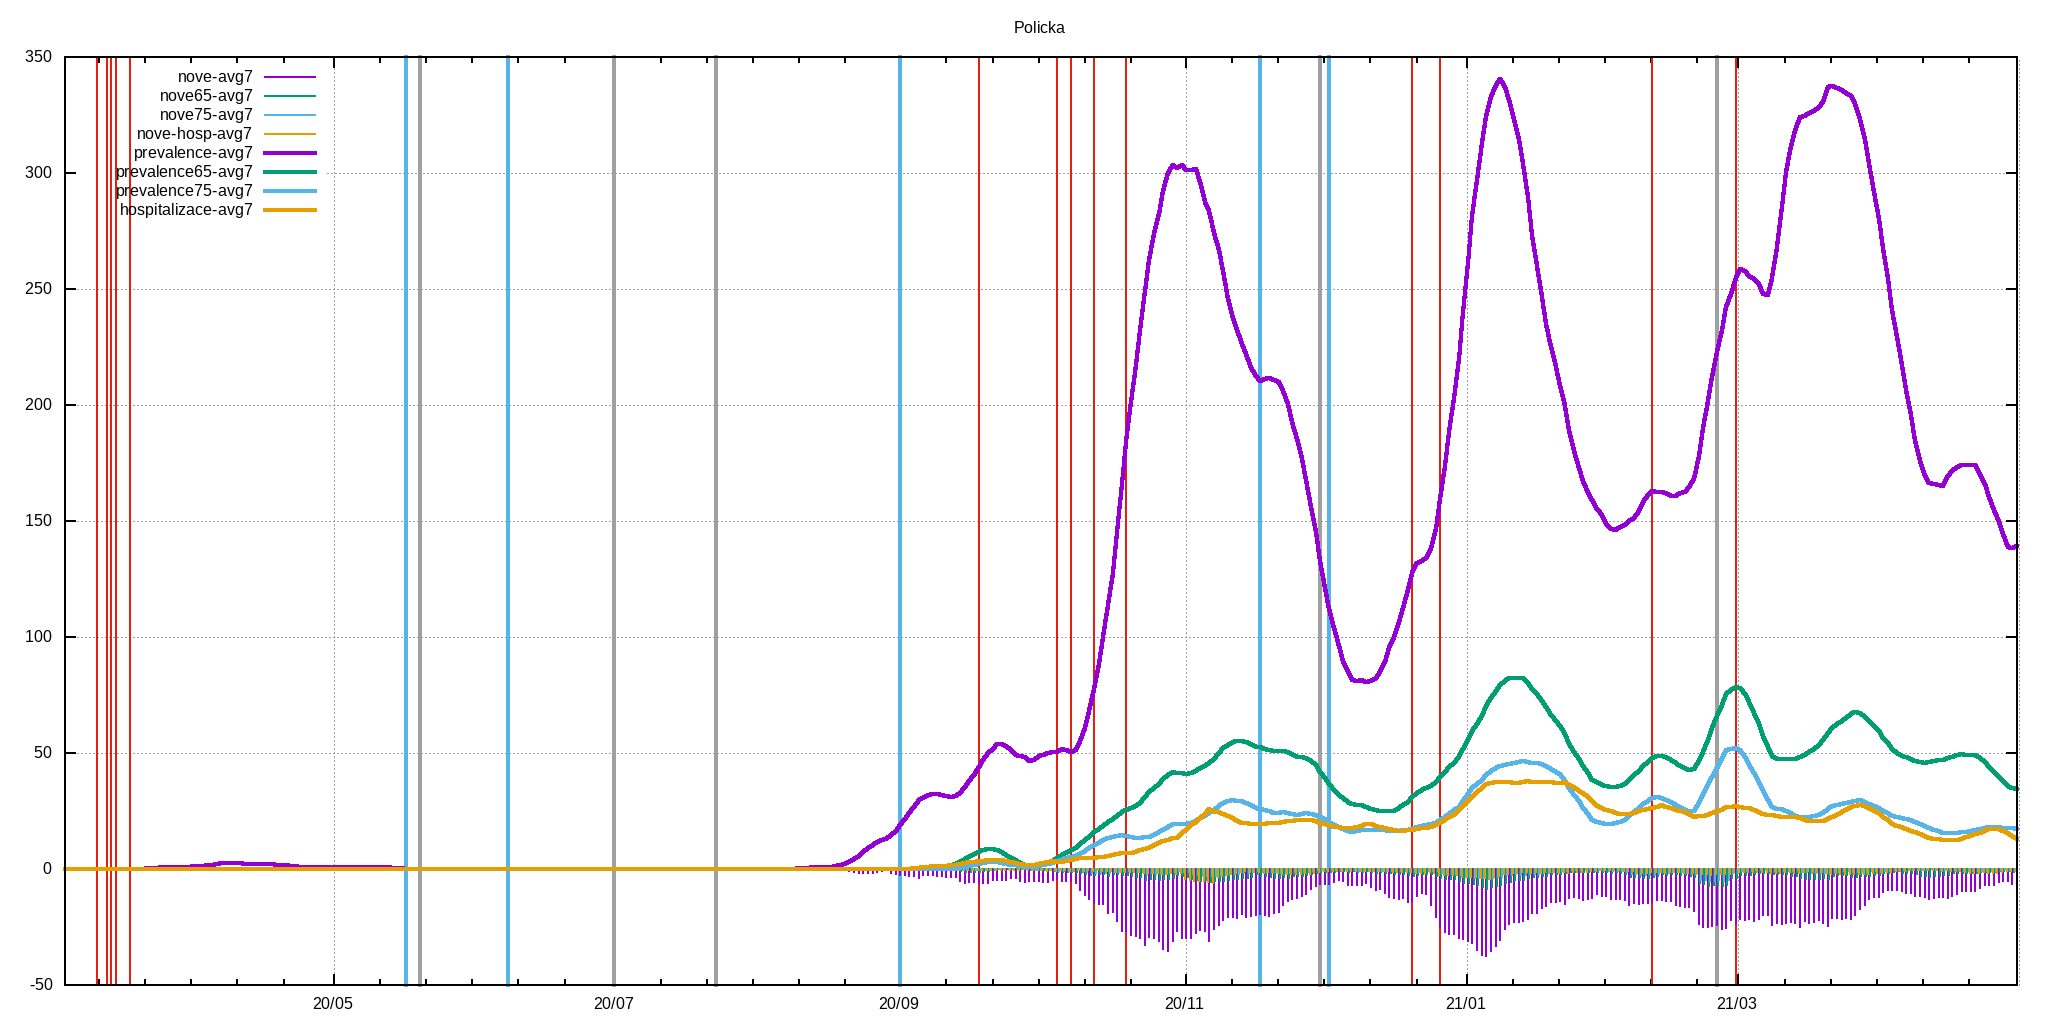 Policka
350
300
250
200
150
100
50
0
-50
nove-avg7
nove65-avg7
nove75-avg7
nove-hosp-avg7
prevalence-avg7
prevalence65-avg7
prevalence75-avg7
hospitalizace-avg7
20/05 20/07 20/09 20/11 21/01 21/03